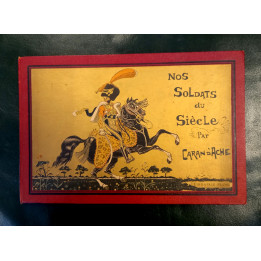 NOS
SOLDATS
du
SIÈCLE
PAR
CARAN D'ACHE